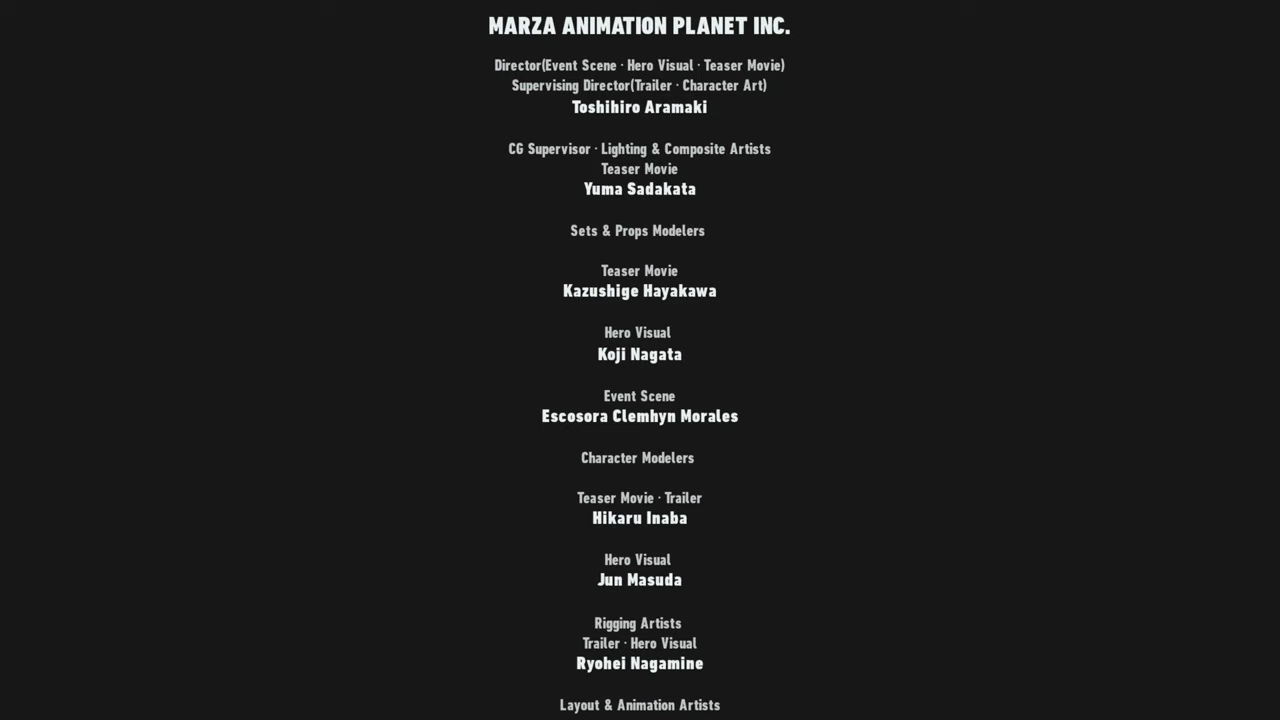 MARZA ANIMATION PLANET INC.
Director(Event Scene · Hero Visual · Teaser Movie)
Supervising Director(Trailer · Character Art)
Toshihiro Aramaki
CG Supervisor · Lighting & Composite Artists
Teaser Movie
Yuma Sadakata
Sets & Props Modelers
Teaser Movie
Kazushige Hayakawa
Hero Visual
Koji Nagata
Event Scene
Escosora Clemhyn Morales
Character Modelers
Teaser Movie · Trailer
Hikaru Inaba
Hero Visual
Jun Masuda
Rigging Artists
Trailer · Hero Visual
Ryohei Nagamine
Layout & Animation Artists